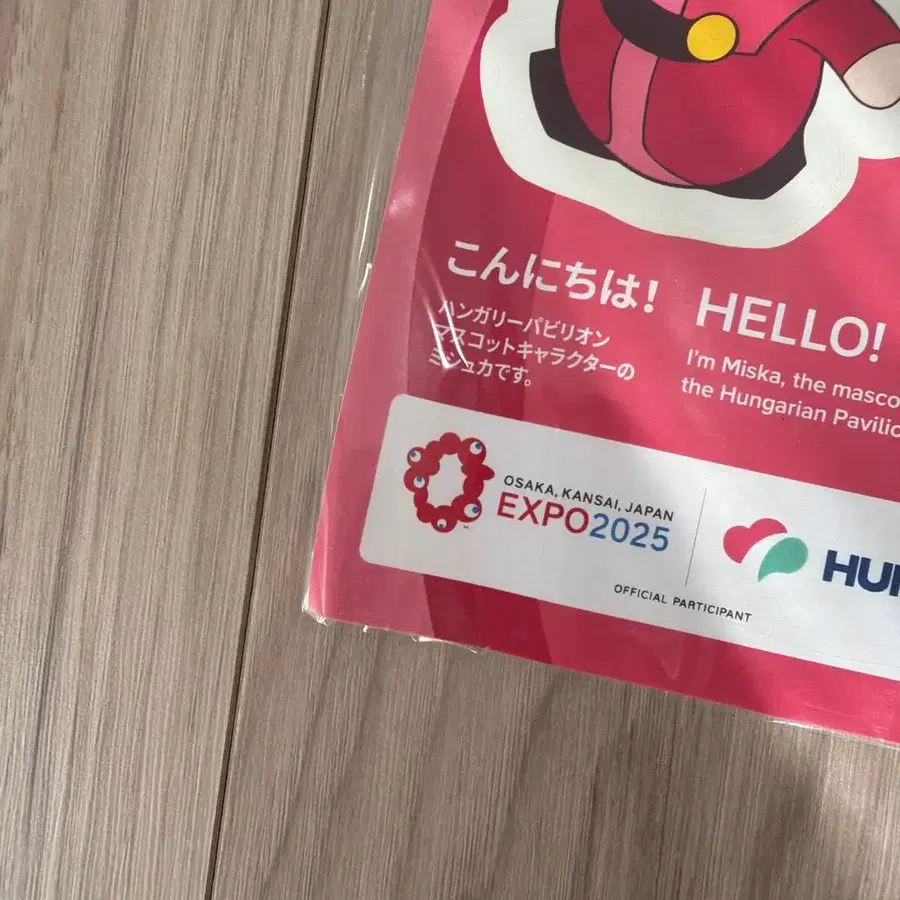 こんにちは!
ハンガリーパビリオン
マスコットキャラクターの
ミシュカです。
HELLO!
I'm Miska, the masco
the Hungarian Pavilic
OSAKA, KANSAI, JAPAN
EXPO2025
OFFICIAL PARTICIPANT
HU